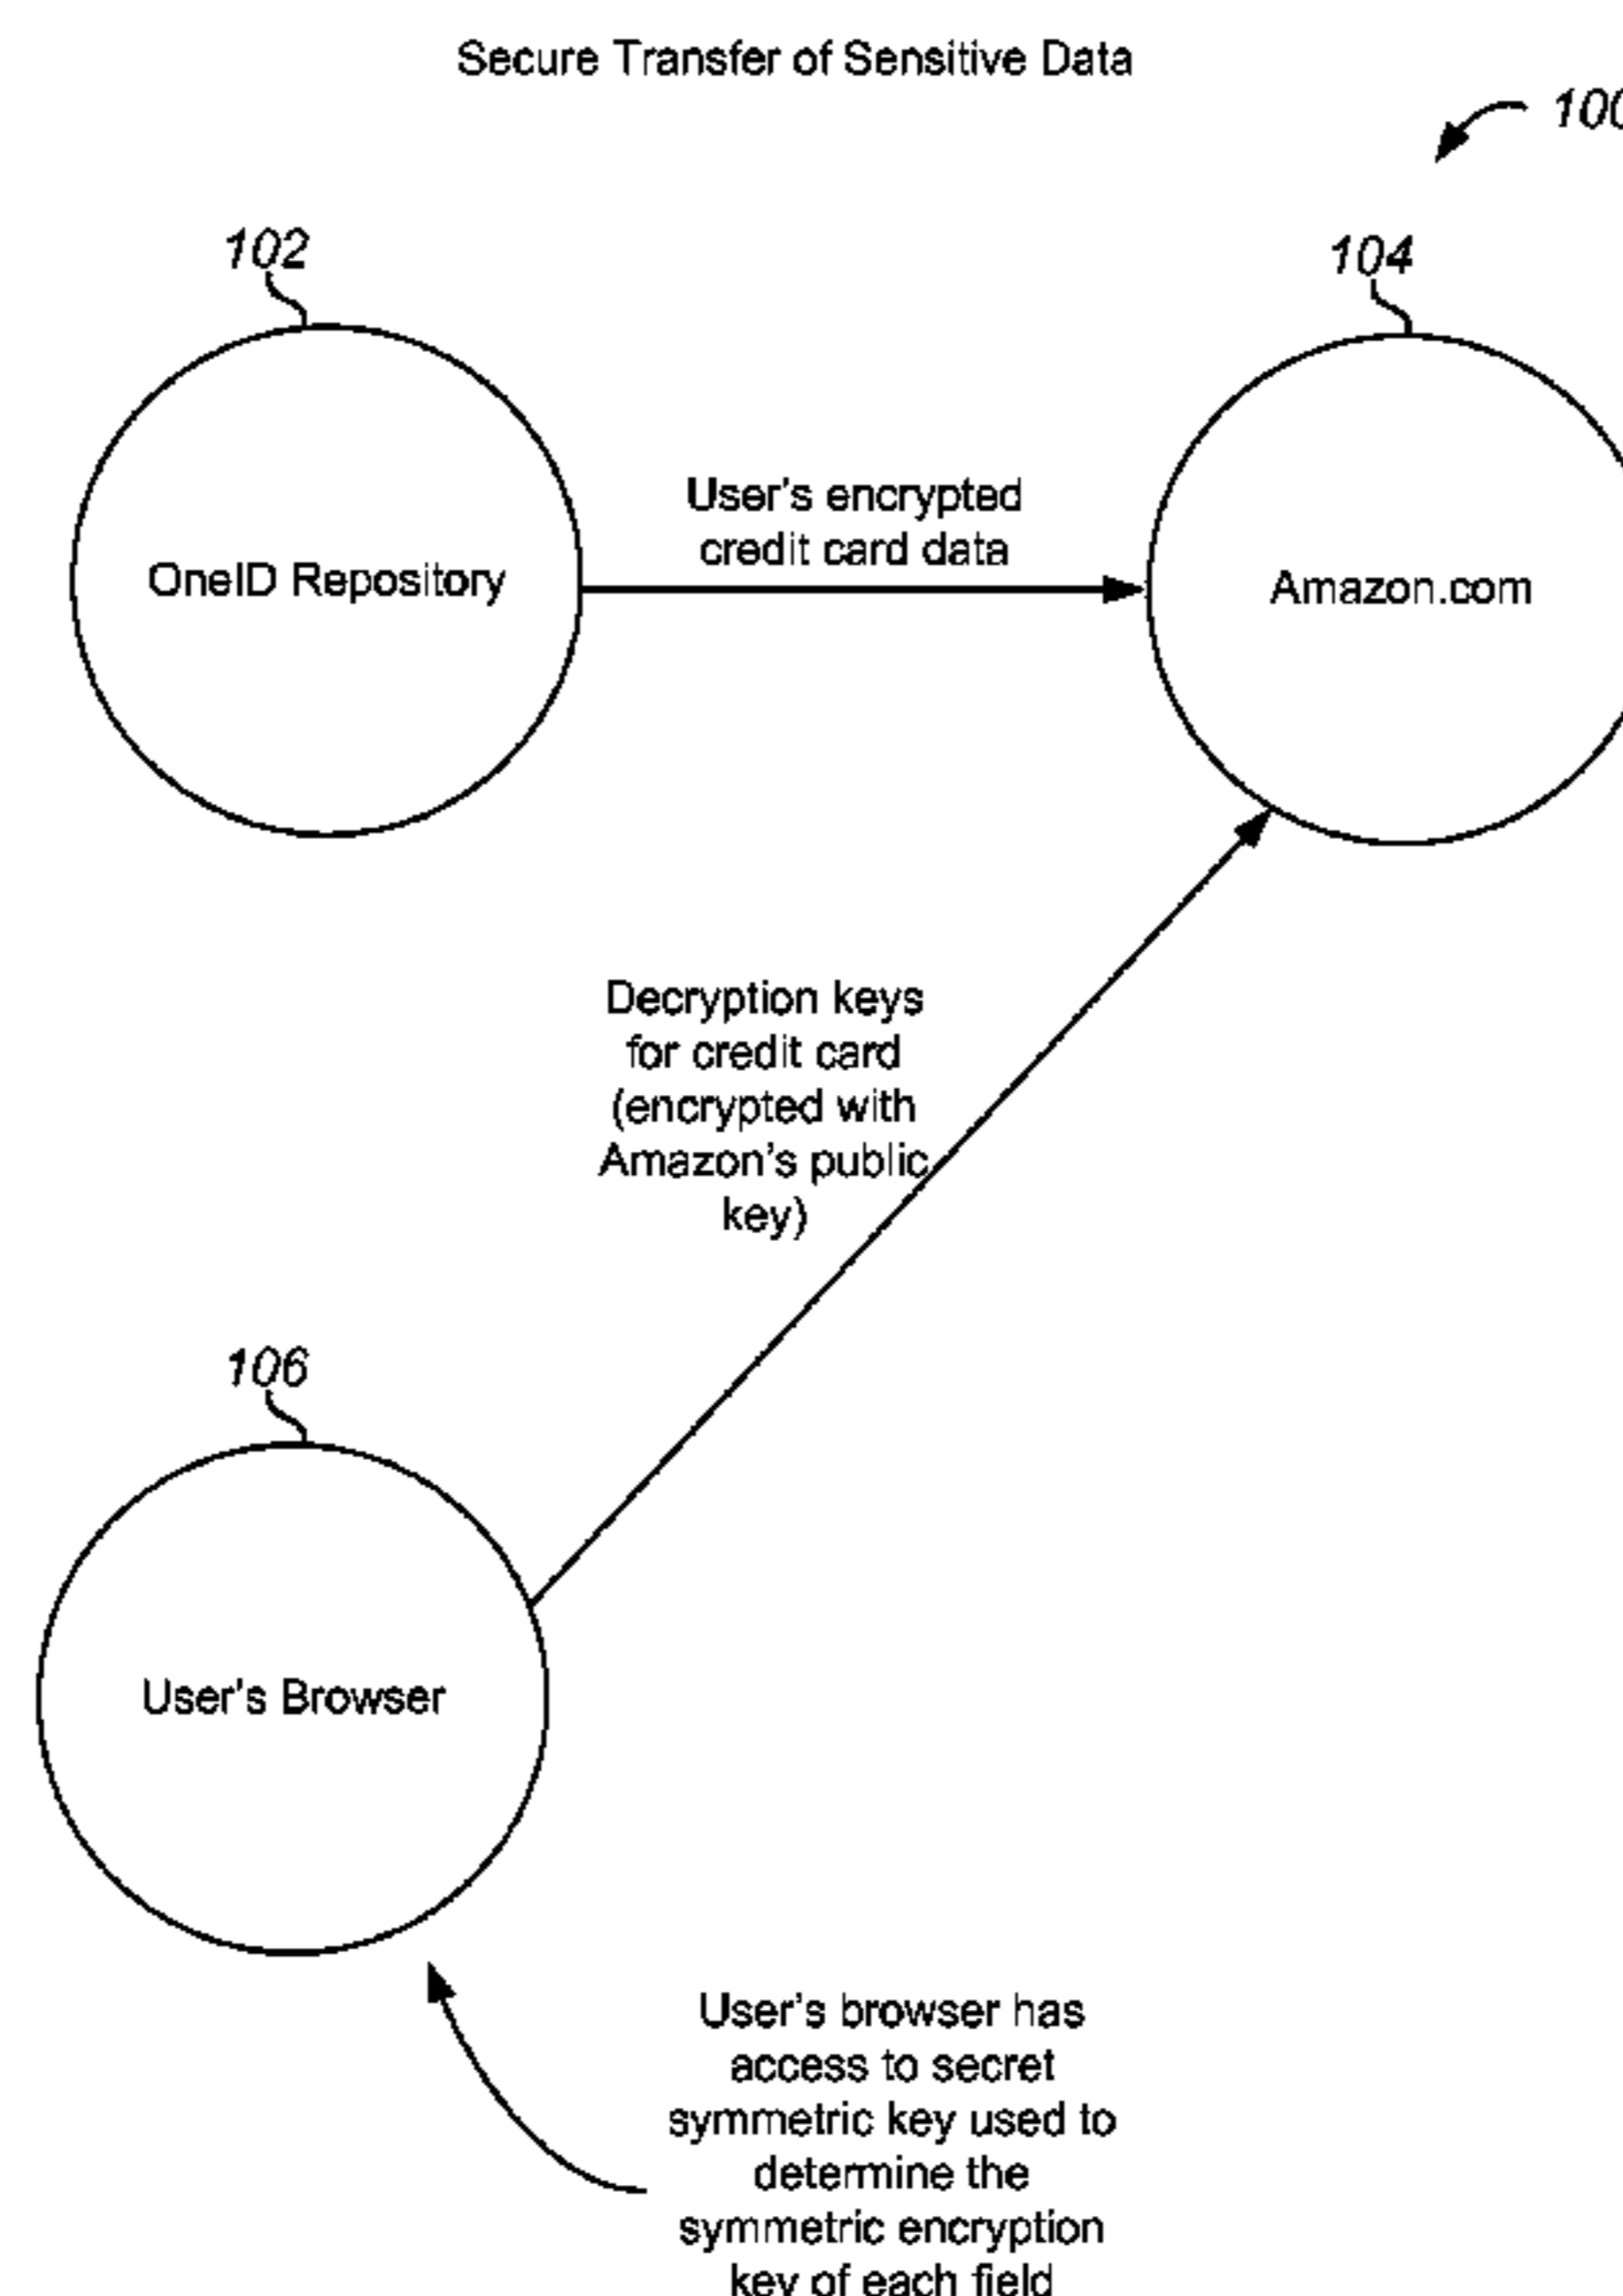 Secure Transfer of Sensitive Data
102
104
User's encrypted
credit card data
OneID Repository
Amazon.com
Decryption keys
for credit card
(encrypted with
Amazon's public
key)
106
User's Browser
User's browser has
access to secret
symmetric key used to
determine the
symmetric encryption
key of each field